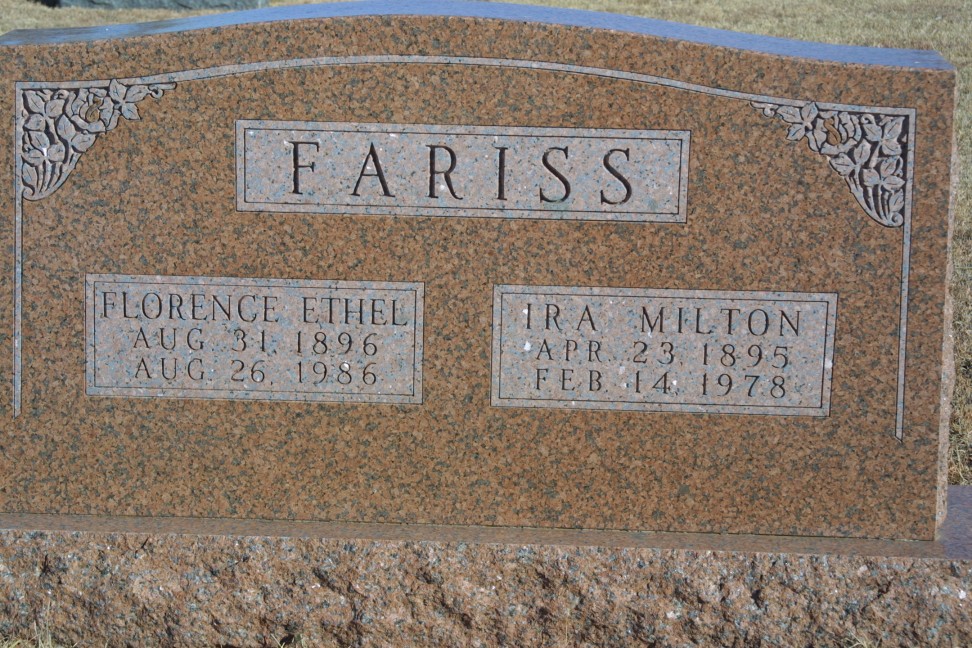 FARISS
FLORENCE ETHEL
AUG 31, 1896
AUG 26, 1986
IRA MILTON
APR 23, 1895
FEB 14, 1978